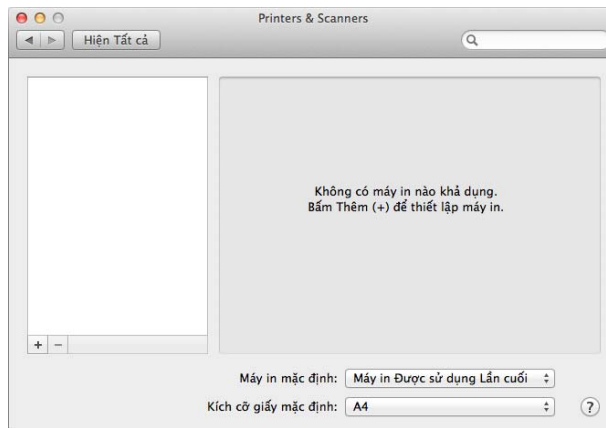 Printers & Scanners
Hiện Tất cả
Không có máy in nào khả dụng.
Bấm Thêm (+) để thiết lập máy in.
+ −
Máy in mặc định: Máy in Được sử dụng Lần cuối
Kích cỡ giấy mặc định: A4
?